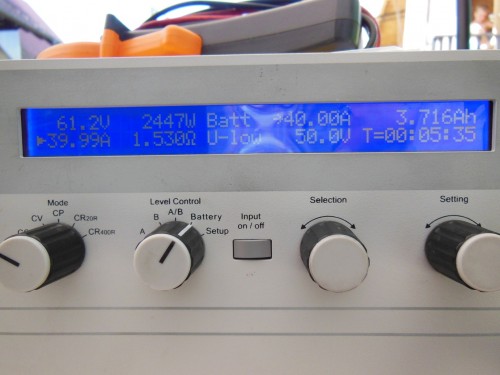 61.2V 2447W Batt 40.00A 3.716Ah
▶39.99A 1.530Ω U-low 50.0V T=00:05:35
Mode
CP
CV
CR20R
CR400R
Level Control
A/B
B
Battery
A
Setup
Input
on / off
Selection
Setting